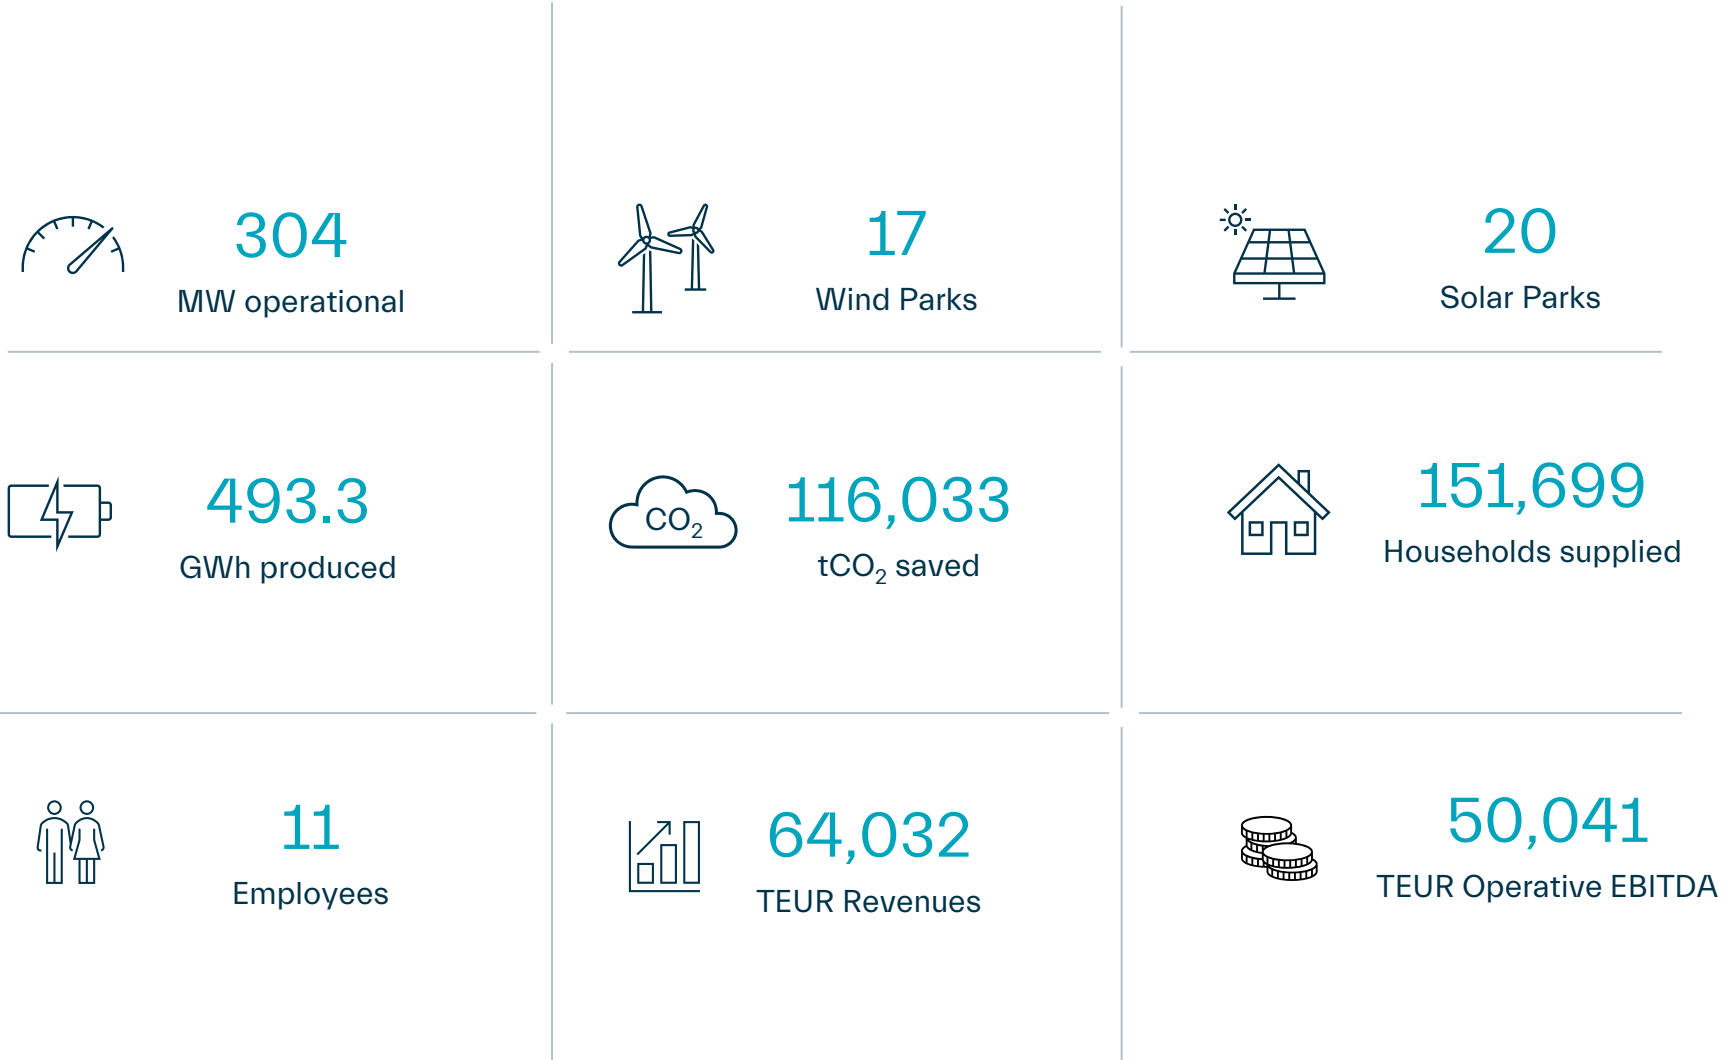 304
MW operational
17
Wind Parks
20
Solar Parks
493.3
GWh produced
CO₂
116,033
tCO₂ saved
151,699
Households supplied
11
Employees
64,032
TEUR Revenues
50,041
TEUR Operative EBITDA